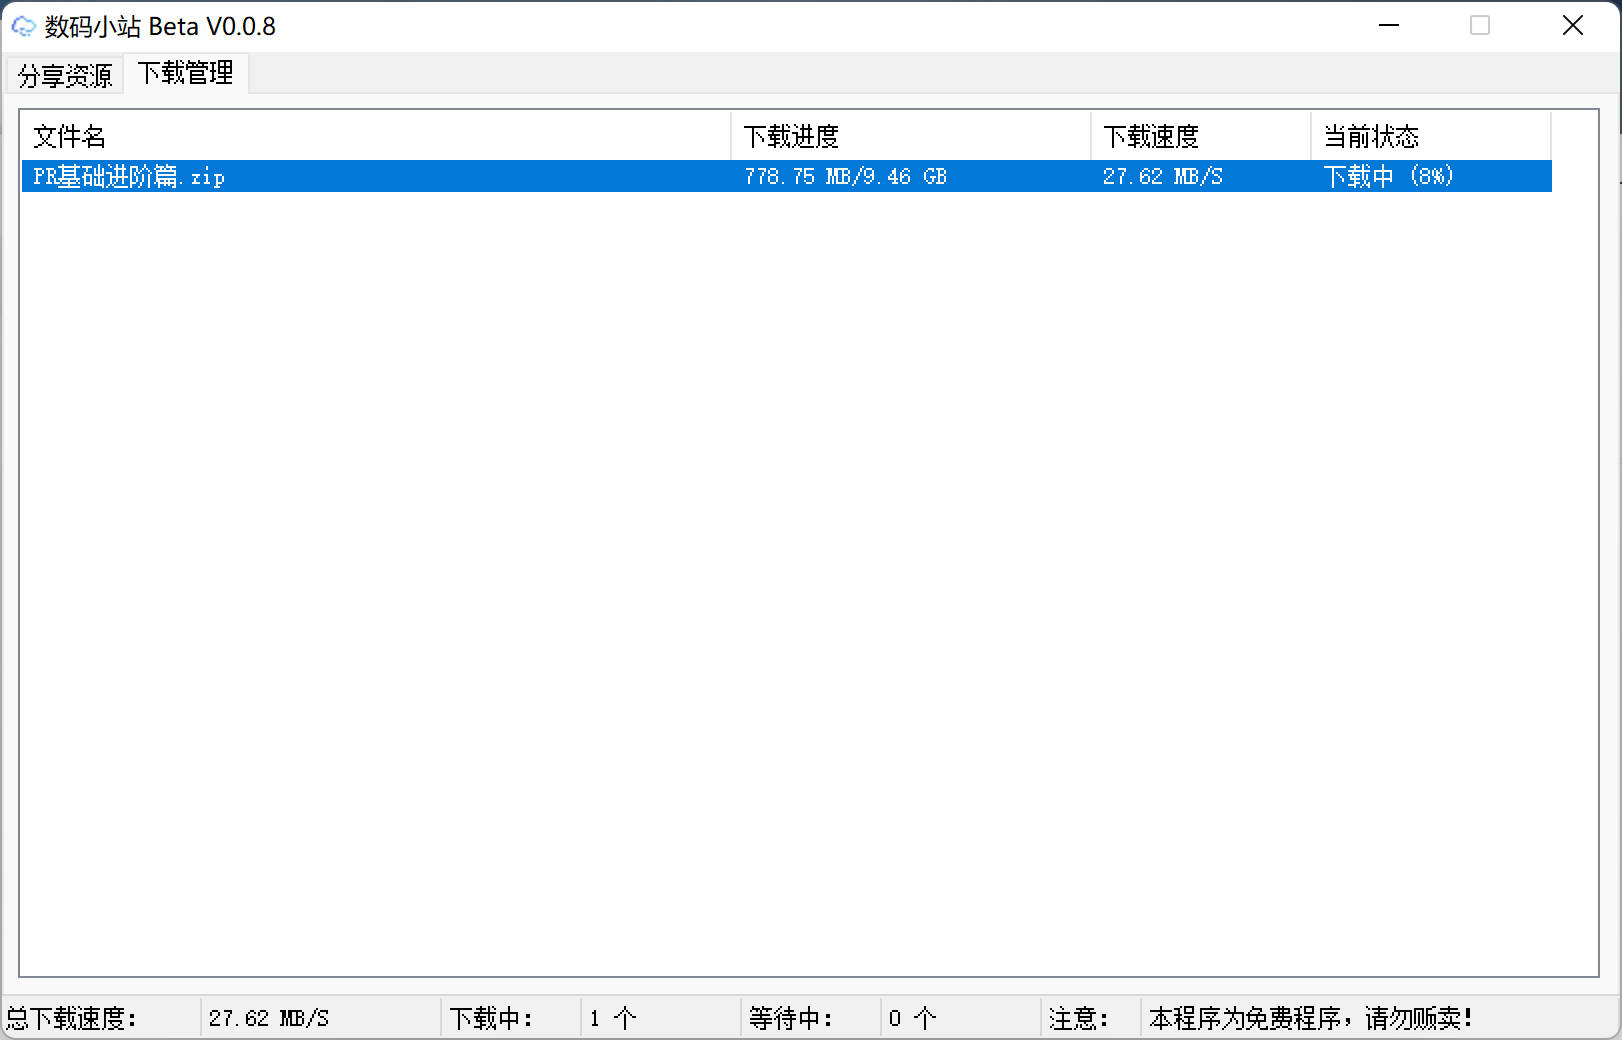 数码小站 Beta V0.0.8
分享资源 下载管理
文件名 下载进度 下载速度 当前状态
PR基础进阶篇.zip 778.75 MB/9.46 GB 27.62 MB/S 下载中 (8%)
总下载速度: 27.62 MB/S 下载中: 1 个 等待中: 0 个 注意: 本程序为免费程序，请勿贩卖!